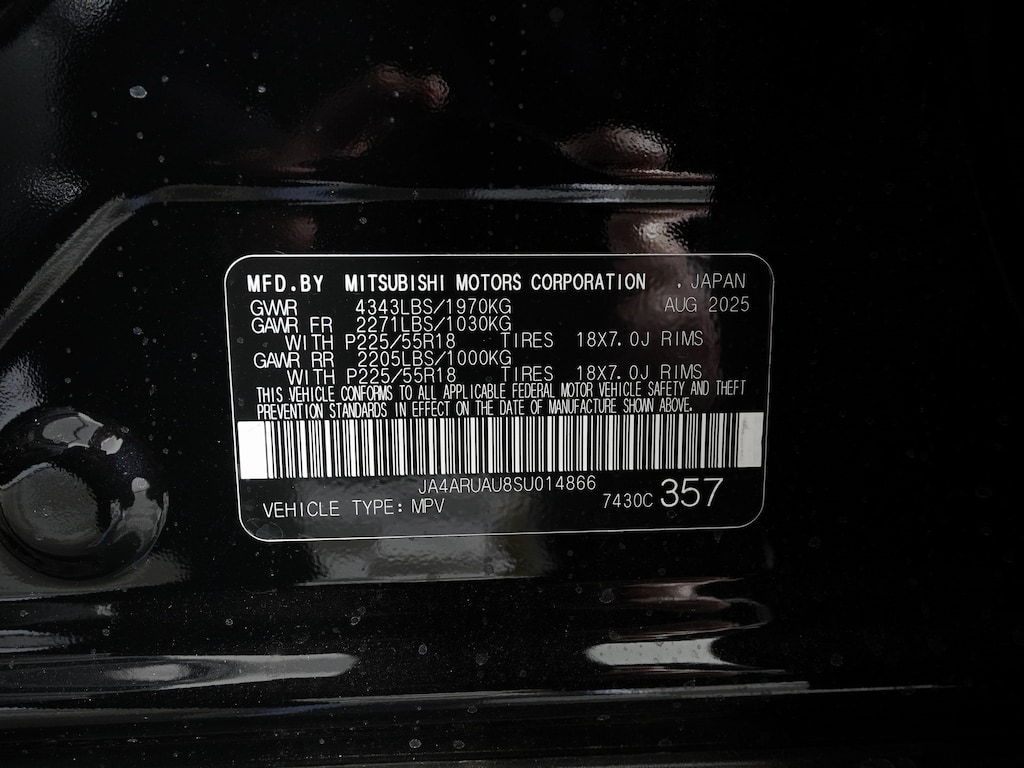 MFD.BY MITSUBISHI MOTORS CORPORATION , JAPAN
GVWR 4343LBS/1970KG AUG 2025
GAWR FR 2271LBS/1030KG
WITH P225/55R18 TIRES 18X7.0J RIMS
GAWR RR 2205LBS/1000KG
WITH P225/55R18 TIRES 18X7.0J RIMS
THIS VEHICLE CONFORMS TO ALL APPLICABLE FEDERAL MOTOR VEHICLE SAFETY AND THEFT
PREVENTION STANDARDS IN EFFECT ON THE DATE OF MANUFACTURE SHOWN ABOVE.
JA4ARUAU8SU014866
VEHICLE TYPE: MPV 7430C 357